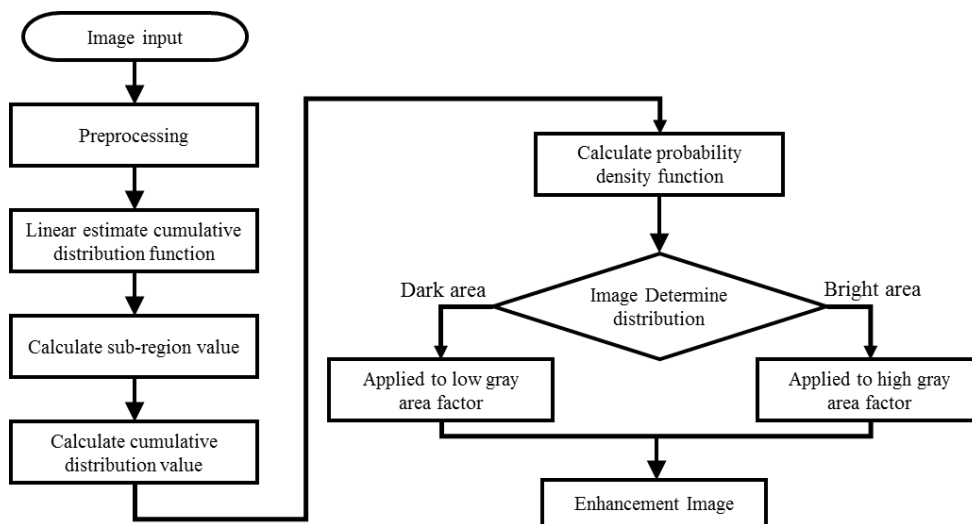 Image input
Preprocessing
Linear estimate cumulative
distribution function
Calculate sub-region value
Calculate cumulative
distribution value
Calculate probability
density function
Image Determine
distribution
Dark area
Bright area
Applied to low gray
area factor
Applied to high gray
area factor
Enhancement Image